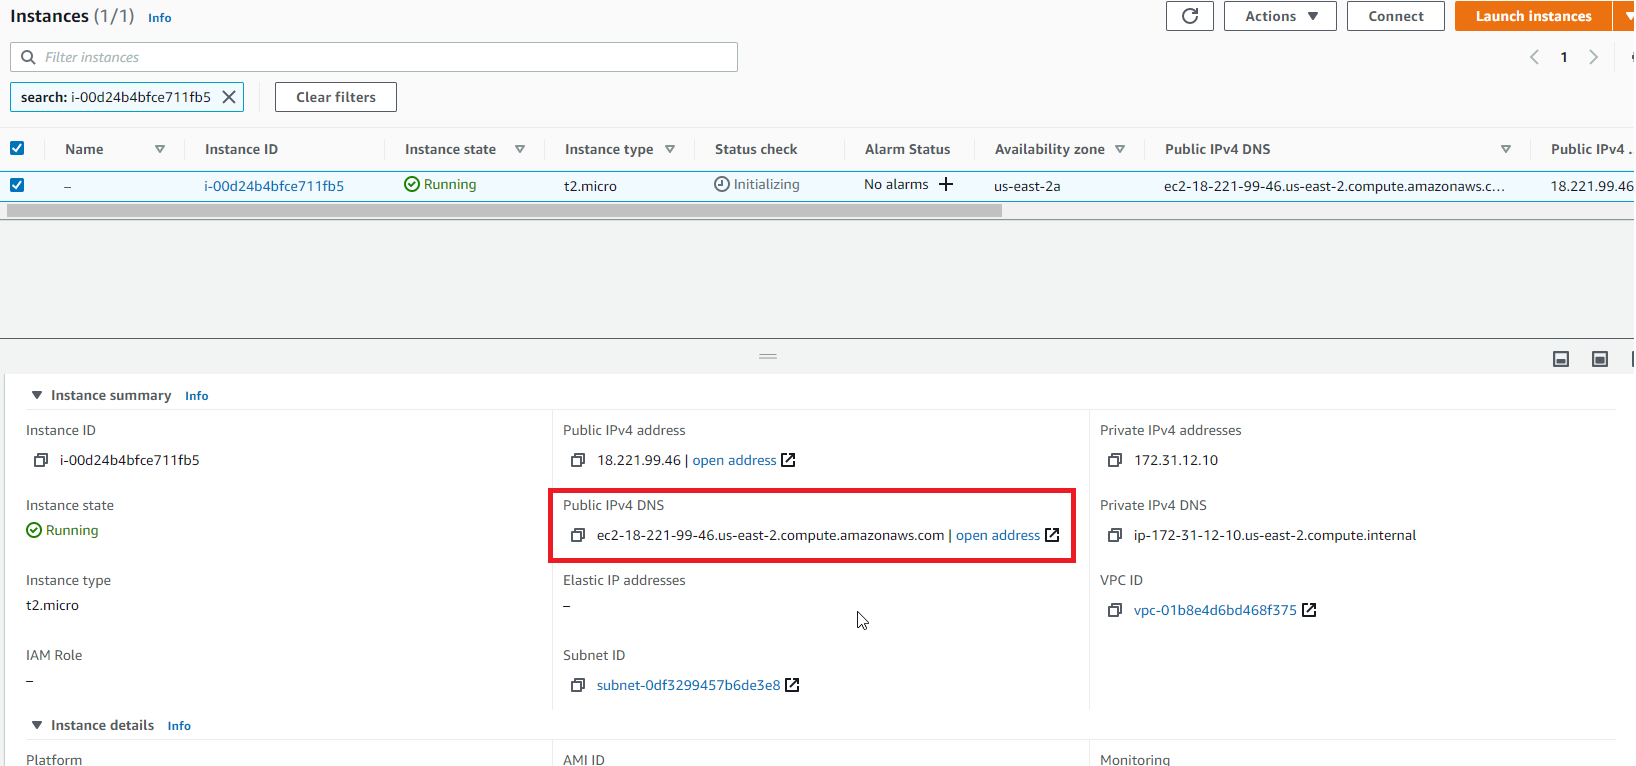 Instances (1/1) Info
Actions Connect Launch instances
Filter instances
1
search: i-00d24b4bfce711fb5 Clear filters
Name Instance ID Instance state Instance type Status check Alarm Status Availability zone Public IPv4 DNS Public IPv4 ...
– i-00d24b4bfce711fb5 Running t2.micro Initializing No alarms + us-east-2a ec2-18-221-99-46.us-east-2.compute.amazonaws.c... 18.221.99.46
Instance summary Info
Instance ID Public IPv4 address Private IPv4 addresses
i-00d24b4bfce711fb5 18.221.99.46 | open address 172.31.12.10
Instance state Public IPv4 DNS Private IPv4 DNS
Running ec2-18-221-99-46.us-east-2.compute.amazonaws.com | open address ip-172-31-12-10.us-east-2.compute.internal
Instance type Elastic IP addresses VPC ID
t2.micro – vpc-01b8e4d6bd468f375
IAM Role Subnet ID
– subnet-0df3299457b6de3e8
Instance details Info
Platform AMI ID Monitoring